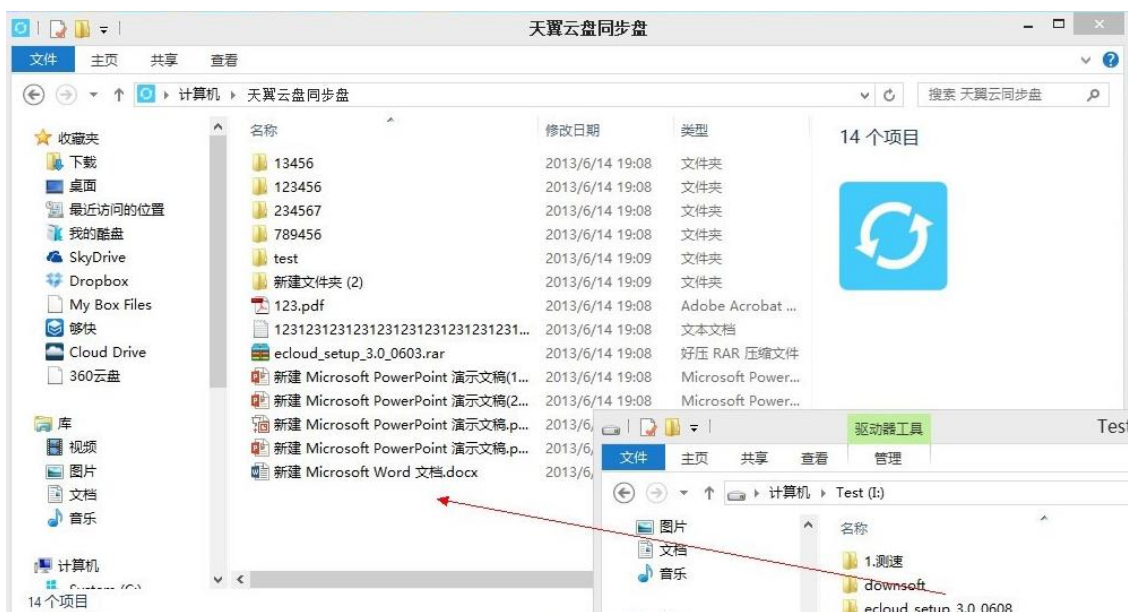 天翼云盘同步盘
文件 主页 共享 查看
计算机 天翼云盘同步盘 搜索 天翼云同步盘
收藏夹
下载
桌面
最近访问的位置
我的酷盘
SkyDrive
Dropbox
My Box Files
够快
Cloud Drive
360云盘
库
视频
图片
文档
音乐
计算机
14 个项目
名称 修改日期 类型
13456 2013/6/14 19:08 文件夹
123456 2013/6/14 19:08 文件夹
234567 2013/6/14 19:08 文件夹
789456 2013/6/14 19:08 文件夹
test 2013/6/14 19:09 文件夹
新建文件夹 (2) 2013/6/14 19:09 文件夹
123.pdf 2013/6/14 19:08 Adobe Acrobat ...
1231231231231231231231231231231... 2013/6/14 19:08 文本文档
ecloud_setup_3.0_0603.rar 2013/6/14 19:08 好压 RAR 压缩文件
新建 Microsoft PowerPoint 演示文稿(1... 2013/6/14 19:08 Microsoft Power...
新建 Microsoft PowerPoint 演示文稿(2... 2013/6/14 19:08 Microsoft Power...
新建 Microsoft PowerPoint 演示文稿.p... 2013/6/
新建 Microsoft PowerPoint 演示文稿.p... 2013/6/
新建 Microsoft Word 文档.docx 2013/6/
14 个项目
驱动器工具 Test
文件 主页 共享 查看 管理
计算机 Test (I:)
图片
文档
音乐
名称
1.测速
downsoft
ecloud_setup_3.0_0608